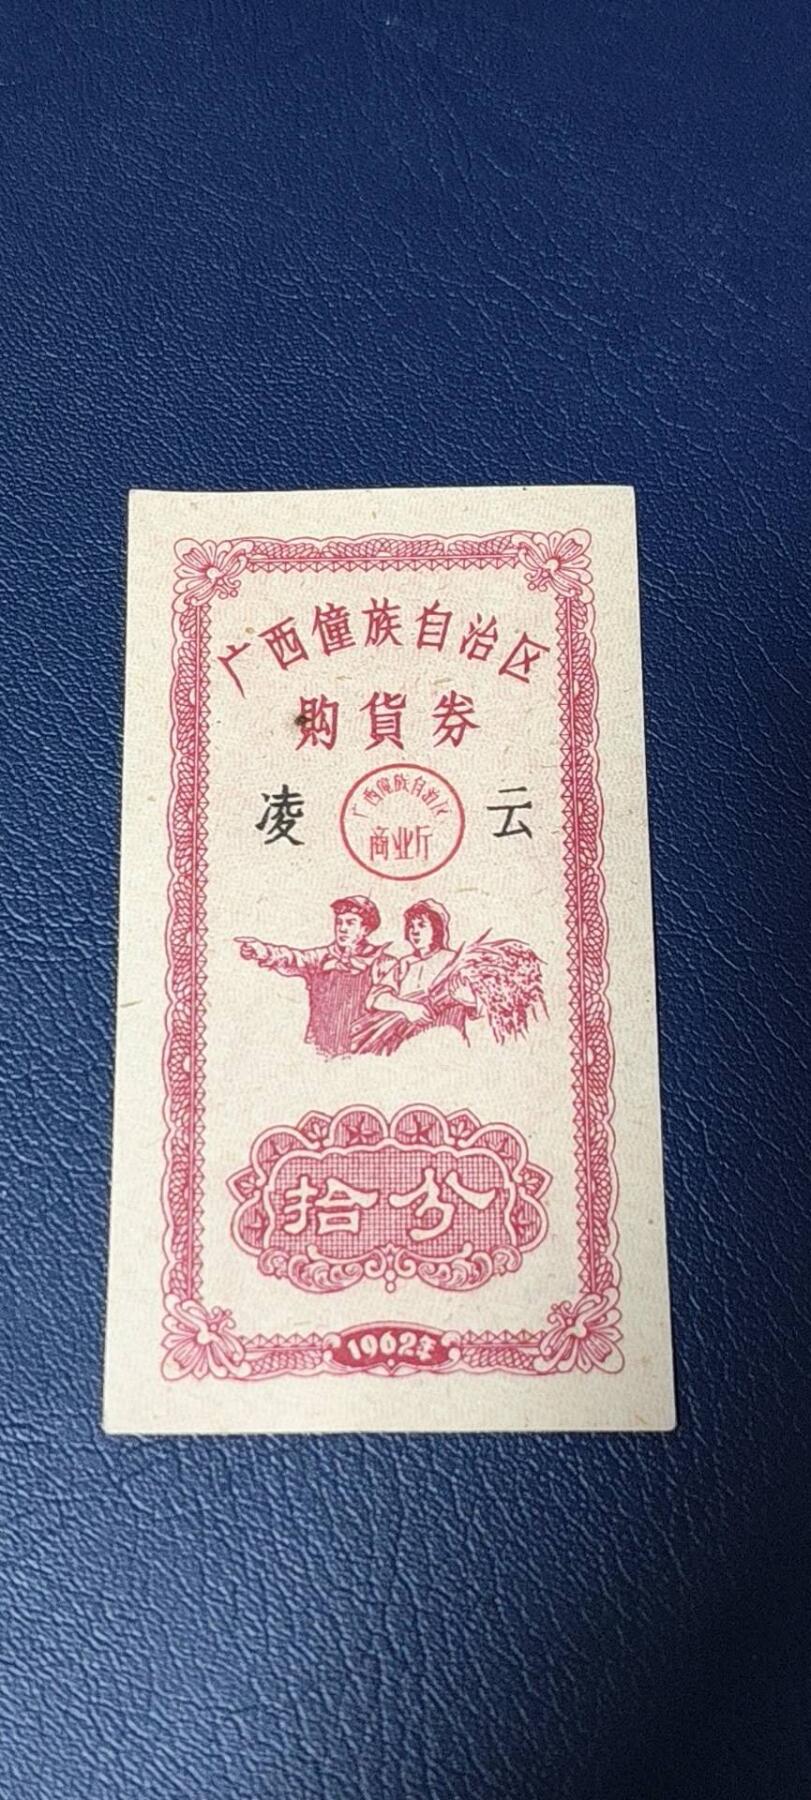 广西僮族自治区
购貨券
凌 云
广西僮族自治区
商业厅
拾分
1962年